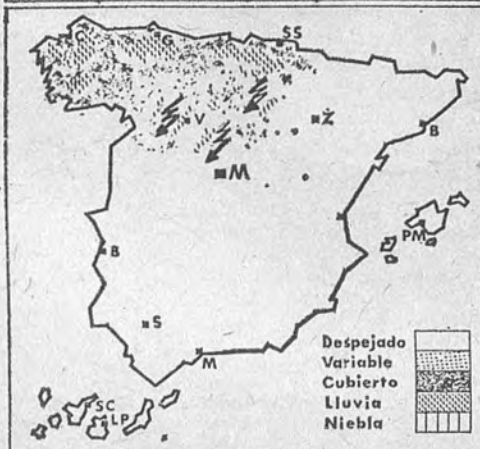 C
G
SS
V
Z
B
M
PM
B
S
M
SC
LP
Despejado
Variable
Cubierto
Lluvia
Niebla